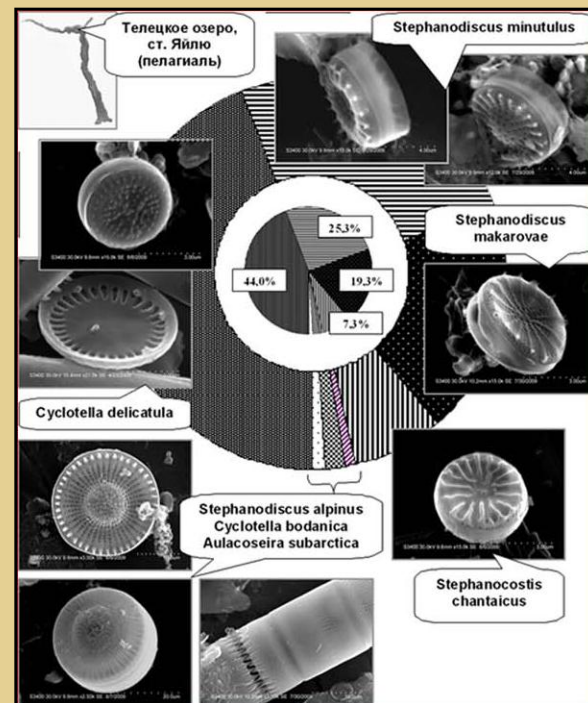 Телецкое озеро,
ст. Яйлю
(пелагиаль)
Stephanodiscus minutulus
Stephanodiscus
makarovae
25,3%
44,0%
19,3%
7,3%
Cyclotella delicatula
Stephanodiscus alpinus
Cyclotella bodanica
Aulacoseira subarctica
Stephanocostis
chantaicus